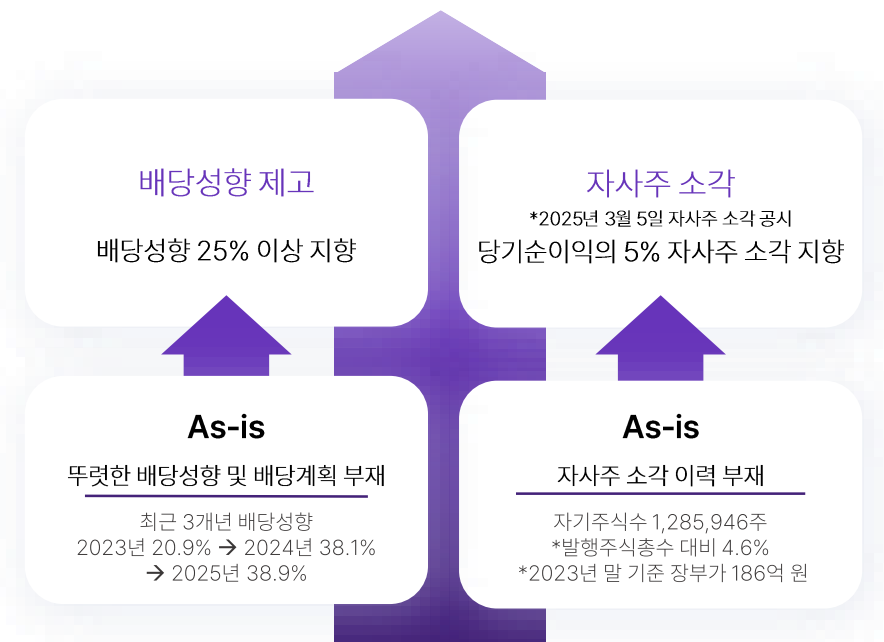 배당성향 제고
배당성향 25% 이상 지향
자사주 소각
*2025년 3월 5일 자사주 소각 공시
당기순이익의 5% 자사주 소각 지향
As-is
뚜렷한 배당성향 및 배당계획 부재
최근 3개년 배당성향
2023년 20.9% → 2024년 38.1%
→ 2025년 38.9%
As-is
자사주 소각 이력 부재
자기주식수 1,285,946주
*발행주식총수 대비 4.6%
*2023년 말 기준 장부가 186억 원